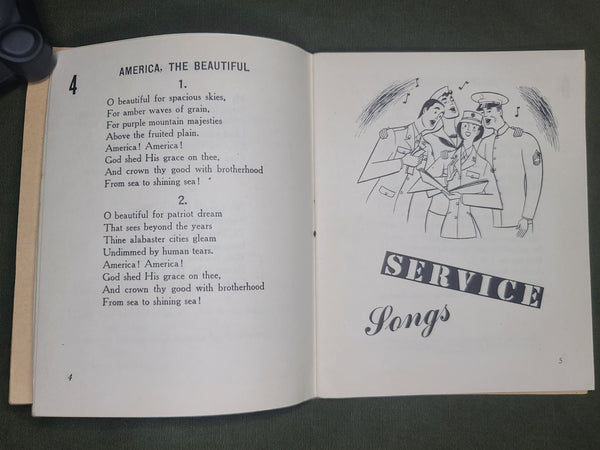 4
AMERICA, THE BEAUTIFUL
1.
O beautiful for spacious skies,
For amber waves of grain,
For purple mountain majesties
Above the fruited plain.
America! America!
God shed His grace on thee,
And crown thy good with brotherhood
From sea to shining sea!
2.
O beautiful for patriot dream
That sees beyond the years
Thine alabaster cities gleam
Undimmed by human tears.
America! America!
God shed His grace on thee,
And crown thy good with brotherhood
From sea to shining sea!
4
SERVICE
Songs
5